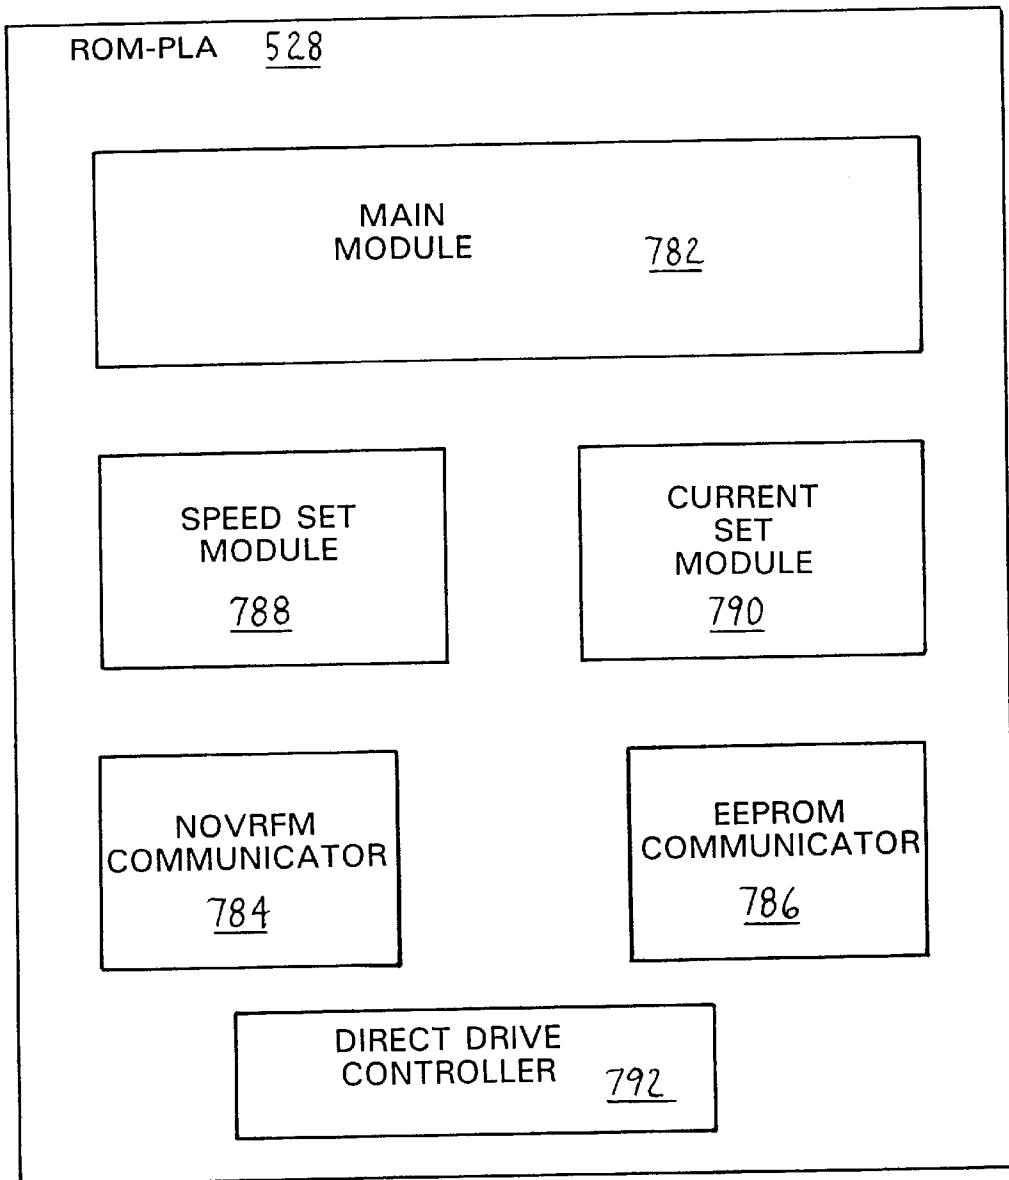 ROM-PLA 528
MAIN
MODULE 782
SPEED SET
MODULE
788
CURRENT
SET
MODULE
790
NOVRFM
COMMUNICATOR
784
EEPROM
COMMUNICATOR
786
DIRECT DRIVE
CONTROLLER 792